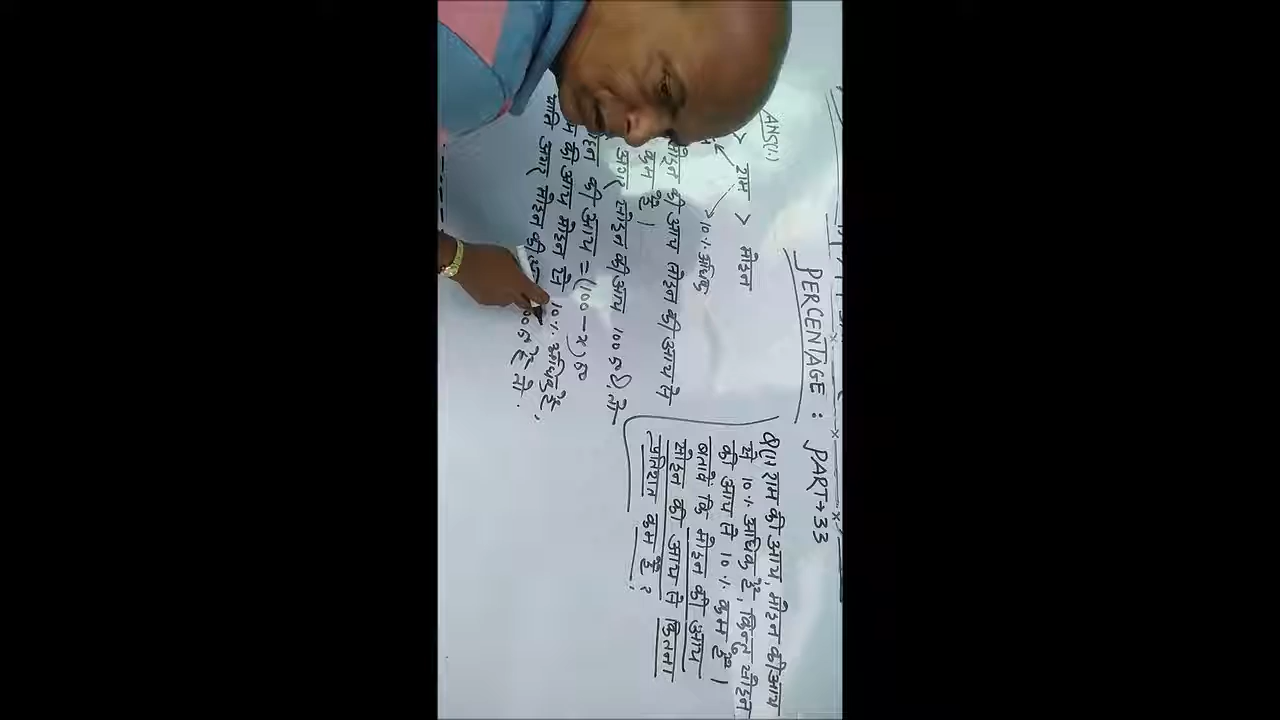 PERCENTAGE : PART→33
Q(1) राम की आय, मोहन की आय
से 10% अधिक है, किन्तु सोहन
की आय से 10% कम है।
बतावें कि मोहन की आय
सोहन की आय से कितना
प्रतिशत कम है?
ANS(1)
> राम > मोहन
10% अधिक
की आय सोहन की आय से
कम है।
अगर सोहन की आय 100 रु० है, तो
की आय = (100 – x) रु०
की आय मोहन से 10% अधिक है,
यानि अगर मोहन की है तो